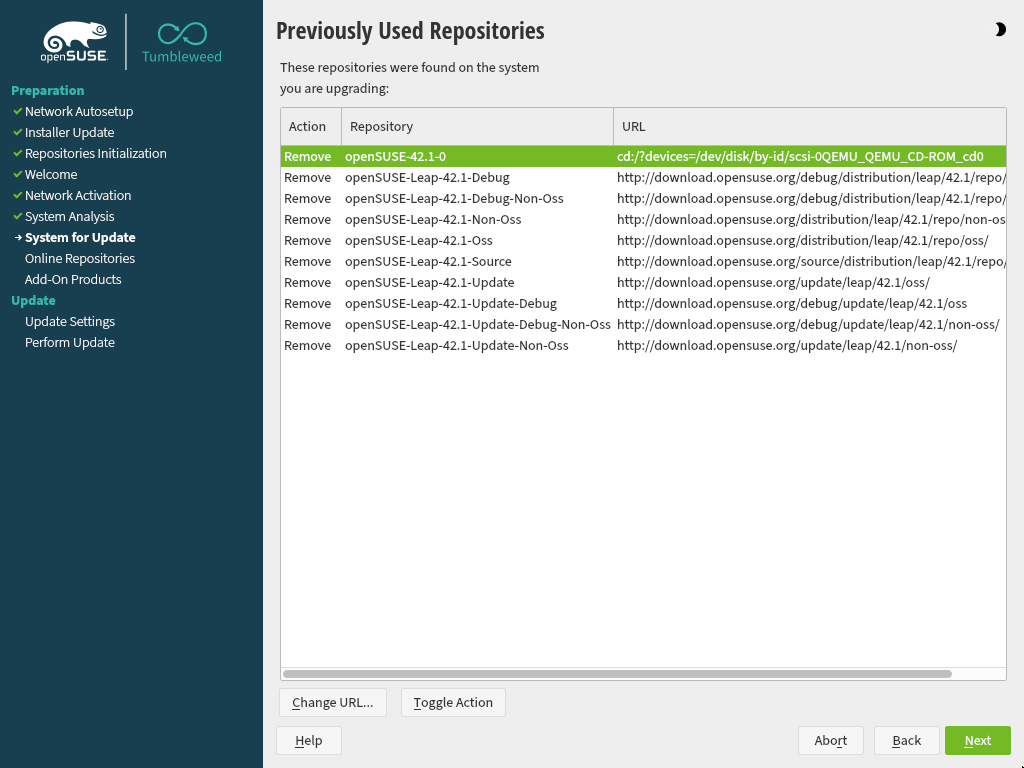 openSUSE
Tumbleweed
Preparation
Network Autosetup
Installer Update
Repositories Initialization
Welcome
Network Activation
System Analysis
System for Update
Online Repositories
Add-On Products
Update
Update Settings
Perform Update
Previously Used Repositories
These repositories were found on the system
you are upgrading:
Action Repository URL
Remove openSUSE-42.1-0 cd:/?devices=/dev/disk/by-id/scsi-0QEMU_QEMU_CD-ROM_cd0
Remove openSUSE-Leap-42.1-Debug http://download.opensuse.org/debug/distribution/leap/42.1/repo/
Remove openSUSE-Leap-42.1-Debug-Non-Oss http://download.opensuse.org/debug/distribution/leap/42.1/repo/
Remove openSUSE-Leap-42.1-Non-Oss http://download.opensuse.org/distribution/leap/42.1/repo/non-os
Remove openSUSE-Leap-42.1-Oss http://download.opensuse.org/distribution/leap/42.1/repo/oss/
Remove openSUSE-Leap-42.1-Source http://download.opensuse.org/source/distribution/leap/42.1/repo/
Remove openSUSE-Leap-42.1-Update http://download.opensuse.org/update/leap/42.1/oss/
Remove openSUSE-Leap-42.1-Update-Debug http://download.opensuse.org/debug/update/leap/42.1/oss
Remove openSUSE-Leap-42.1-Update-Debug-Non-Oss http://download.opensuse.org/debug/update/leap/42.1/non-oss/
Remove openSUSE-Leap-42.1-Update-Non-Oss http://download.opensuse.org/update/leap/42.1/non-oss/
Change URL... Toggle Action
Help Abort Back Next